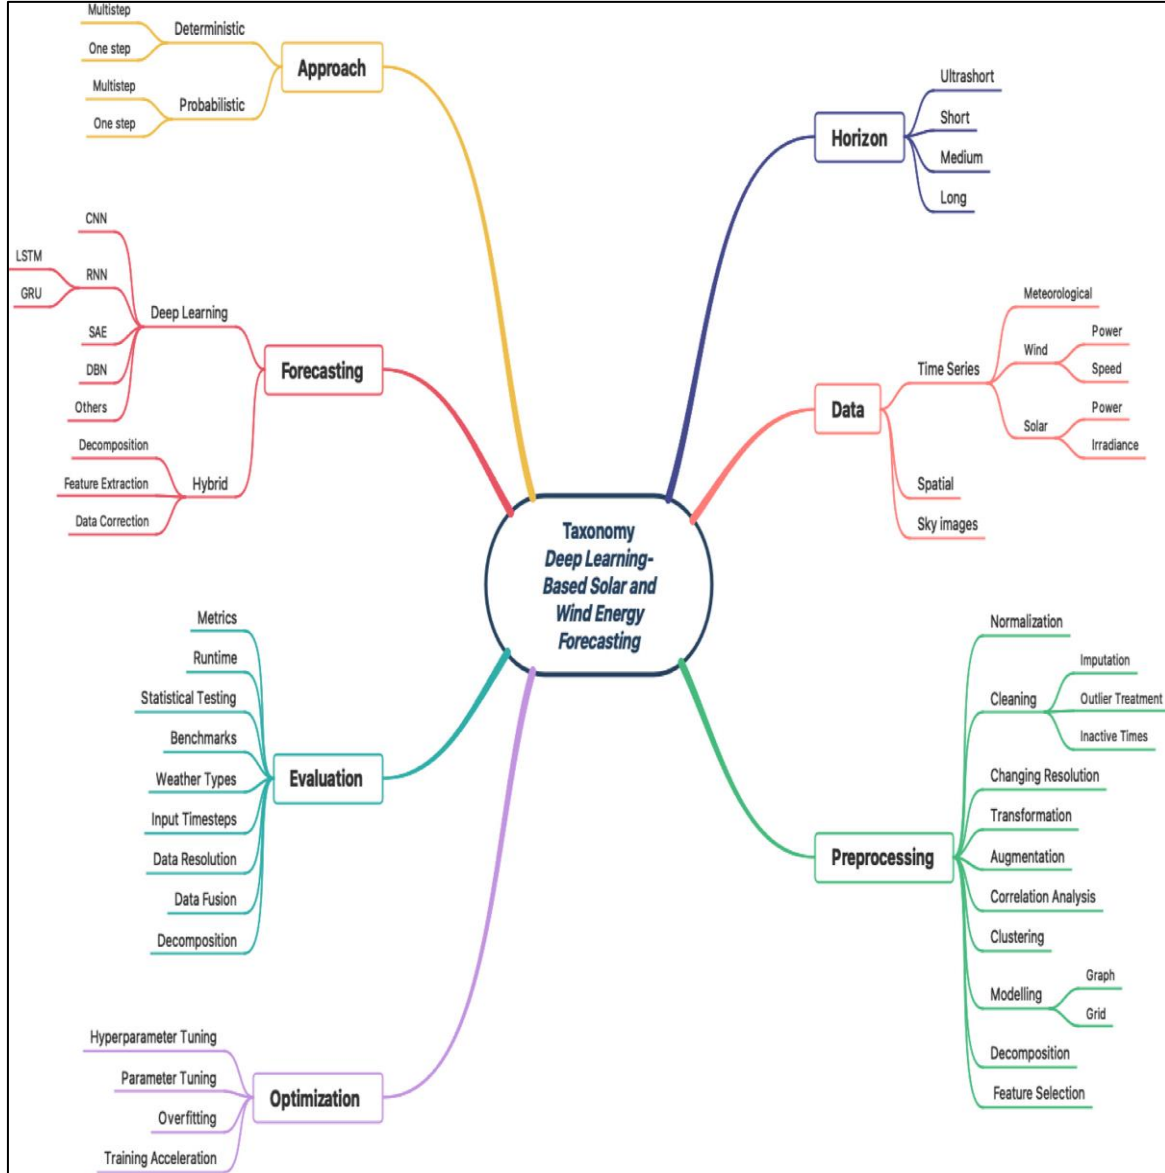 Taxonomy
Deep Learning-
Based Solar and
Wind Energy
Forecasting
Approach
Deterministic
Multistep
One step
Probabilistic
Multistep
One step
Forecasting
Deep Learning
CNN
RNN
LSTM
GRU
SAE
DBN
Others
Hybrid
Decomposition
Feature Extraction
Data Correction
Evaluation
Metrics
Runtime
Statistical Testing
Benchmarks
Weather Types
Input Timesteps
Data Resolution
Data Fusion
Decomposition
Optimization
Hyperparameter Tuning
Parameter Tuning
Overfitting
Training Acceleration
Horizon
Ultrashort
Short
Medium
Long
Data
Time Series
Meteorological
Wind
Power
Speed
Solar
Power
Irradiance
Spatial
Sky images
Preprocessing
Normalization
Cleaning
Imputation
Outlier Treatment
Inactive Times
Changing Resolution
Transformation
Augmentation
Correlation Analysis
Clustering
Modelling
Graph
Grid
Decomposition
Feature Selection